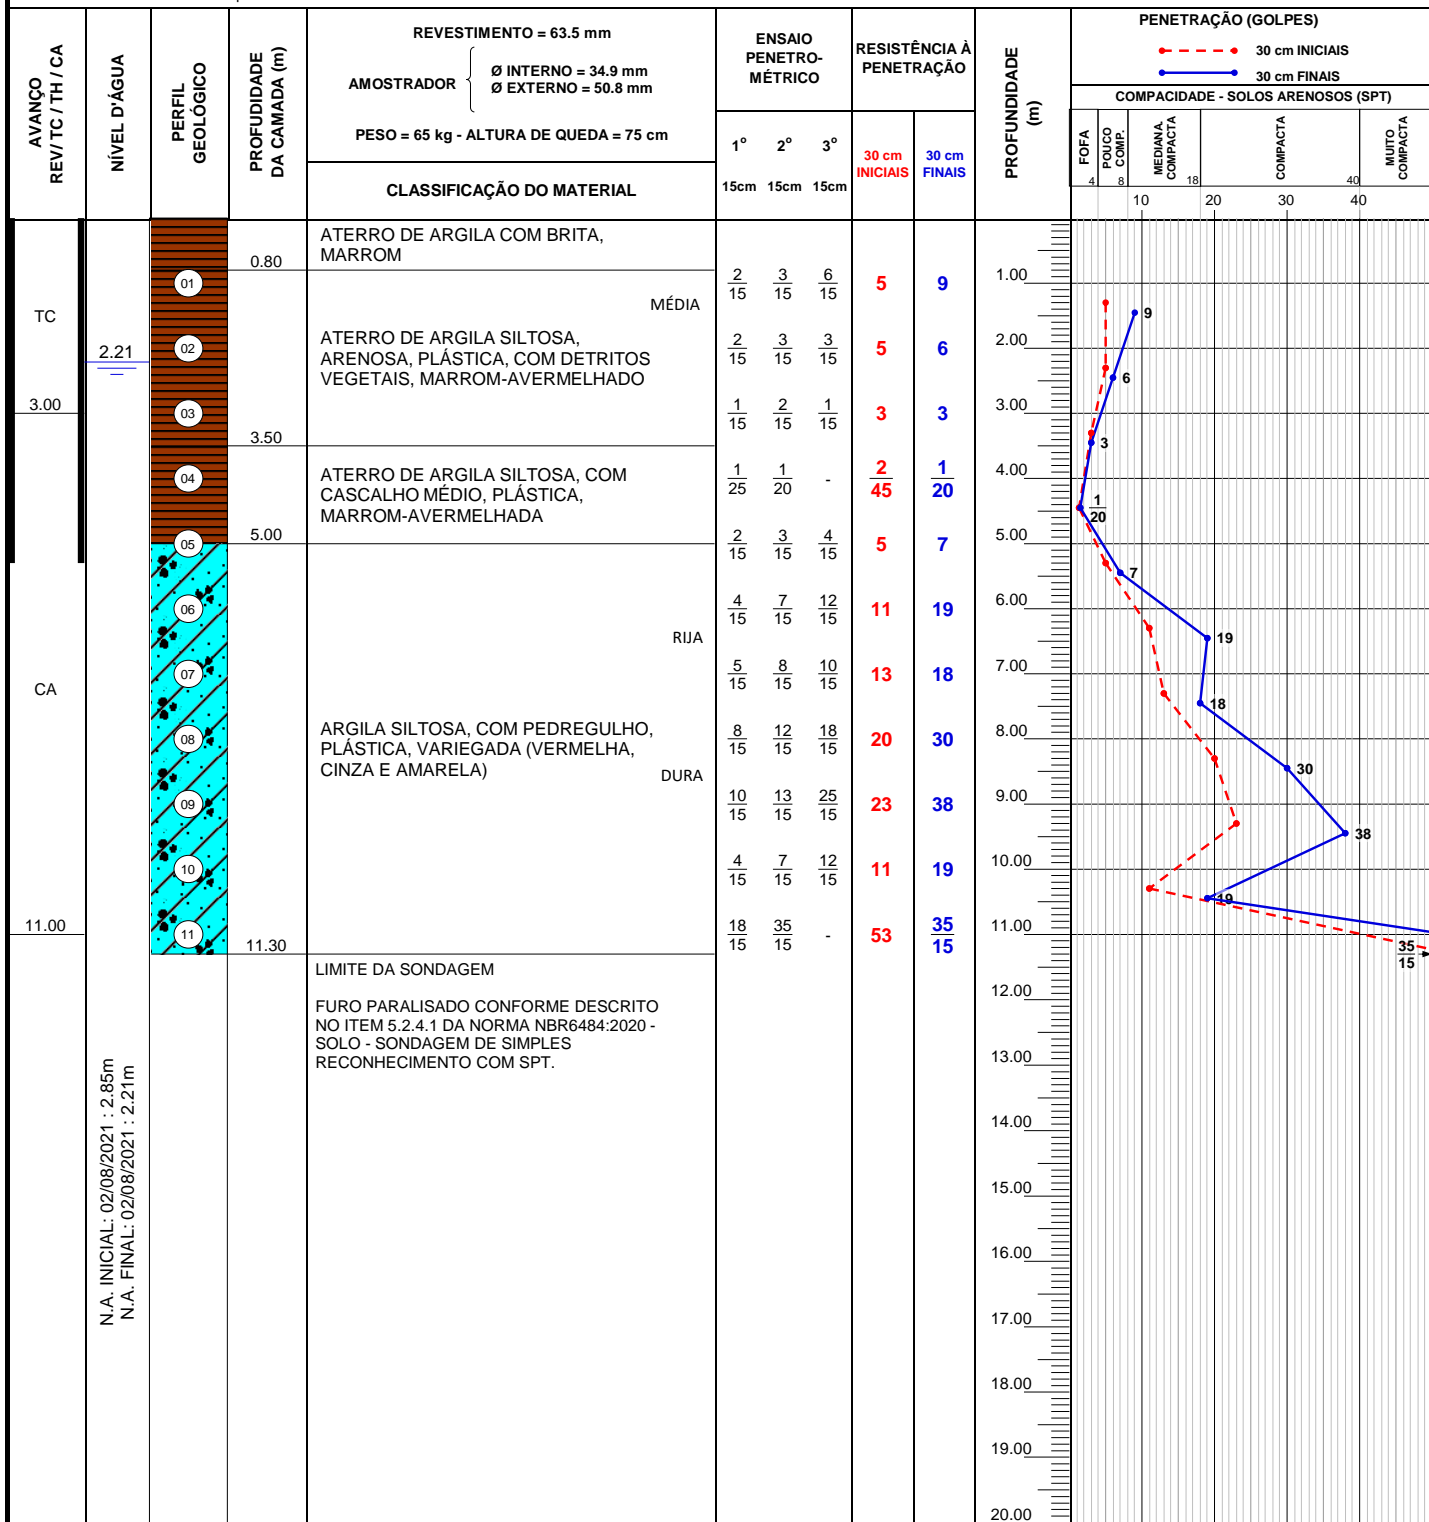 AVANÇO
REV/ TC / TH / CA
NÍVEL D'ÁGUA
PERFIL
GEOLÓGICO
PROFUDIDADE
DA CAMADA (m)
REVESTIMENTO = 63.5 mm
AMOSTRADOR
Ø INTERNO = 34.9 mm
Ø EXTERNO = 50.8 mm
PESO = 65 kg - ALTURA DE QUEDA = 75 cm
CLASSIFICAÇÃO DO MATERIAL
ENSAIO
PENETRO-
MÉTRICO
1° 2° 3°
15cm 15cm 15cm
RESISTÊNCIA À
PENETRAÇÃO
30 cm INICIAIS
30 cm FINAIS
PROFUNDIDADE
(m)
PENETRAÇÃO (GOLPES)
30 cm INICIAIS
30 cm FINAIS
COMPACIDADE - SOLOS ARENOSOS (SPT)
FOFA
POUCO COMP.
MEDIANA. COMPACTA
COMPACTA
MUITO COMPACTA
4 8 18 40
10 20 30 40
TC
3.00
CA
11.00
2.21
N.A. INICIAL: 02/08/2021 : 2.85m
N.A. FINAL: 02/08/2021 : 2.21m
01
02
03
04
05
06
07
08
09
10
11
0.80
3.50
5.00
11.30
ATERRO DE ARGILA COM BRITA,
MARROM
MÉDIA
ATERRO DE ARGILA SILTOSA,
ARENOSA, PLÁSTICA, COM DETRITOS
VEGETAIS, MARROM-AVERMELHADO
ATERRO DE ARGILA SILTOSA, COM
CASCALHO MÉDIO, PLÁSTICA,
MARROM-AVERMELHADA
RIJA
ARGILA SILTOSA, COM PEDREGULHO,
PLÁSTICA, VARIEGADA (VERMELHA,
CINZA E AMARELA)
DURA
LIMITE DA SONDAGEM
FURO PARALISADO CONFORME DESCRITO
NO ITEM 5.2.4.1 DA NORMA NBR6484:2020 -
SOLO - SONDAGEM DE SIMPLES
RECONHECIMENTO COM SPT.
2/15 3/15 6/15 5 9
2/15 3/15 3/15 5 6
1/15 2/15 1/15 3 3
1/25 1/20 - 2/45 1/20
2/15 3/15 4/15 5 7
4/15 7/15 12/15 11 19
5/15 8/15 10/15 13 18
8/15 12/15 18/15 20 30
10/15 13/15 25/15 23 38
4/15 7/15 12/15 11 19
18/15 35/15 - 53 35/15
1.00
2.00
3.00
4.00
5.00
6.00
7.00
8.00
9.00
10.00
11.00
12.00
13.00
14.00
15.00
16.00
17.00
18.00
19.00
20.00
9
6
3
1/20
7
19
18
30
38
19
35/15